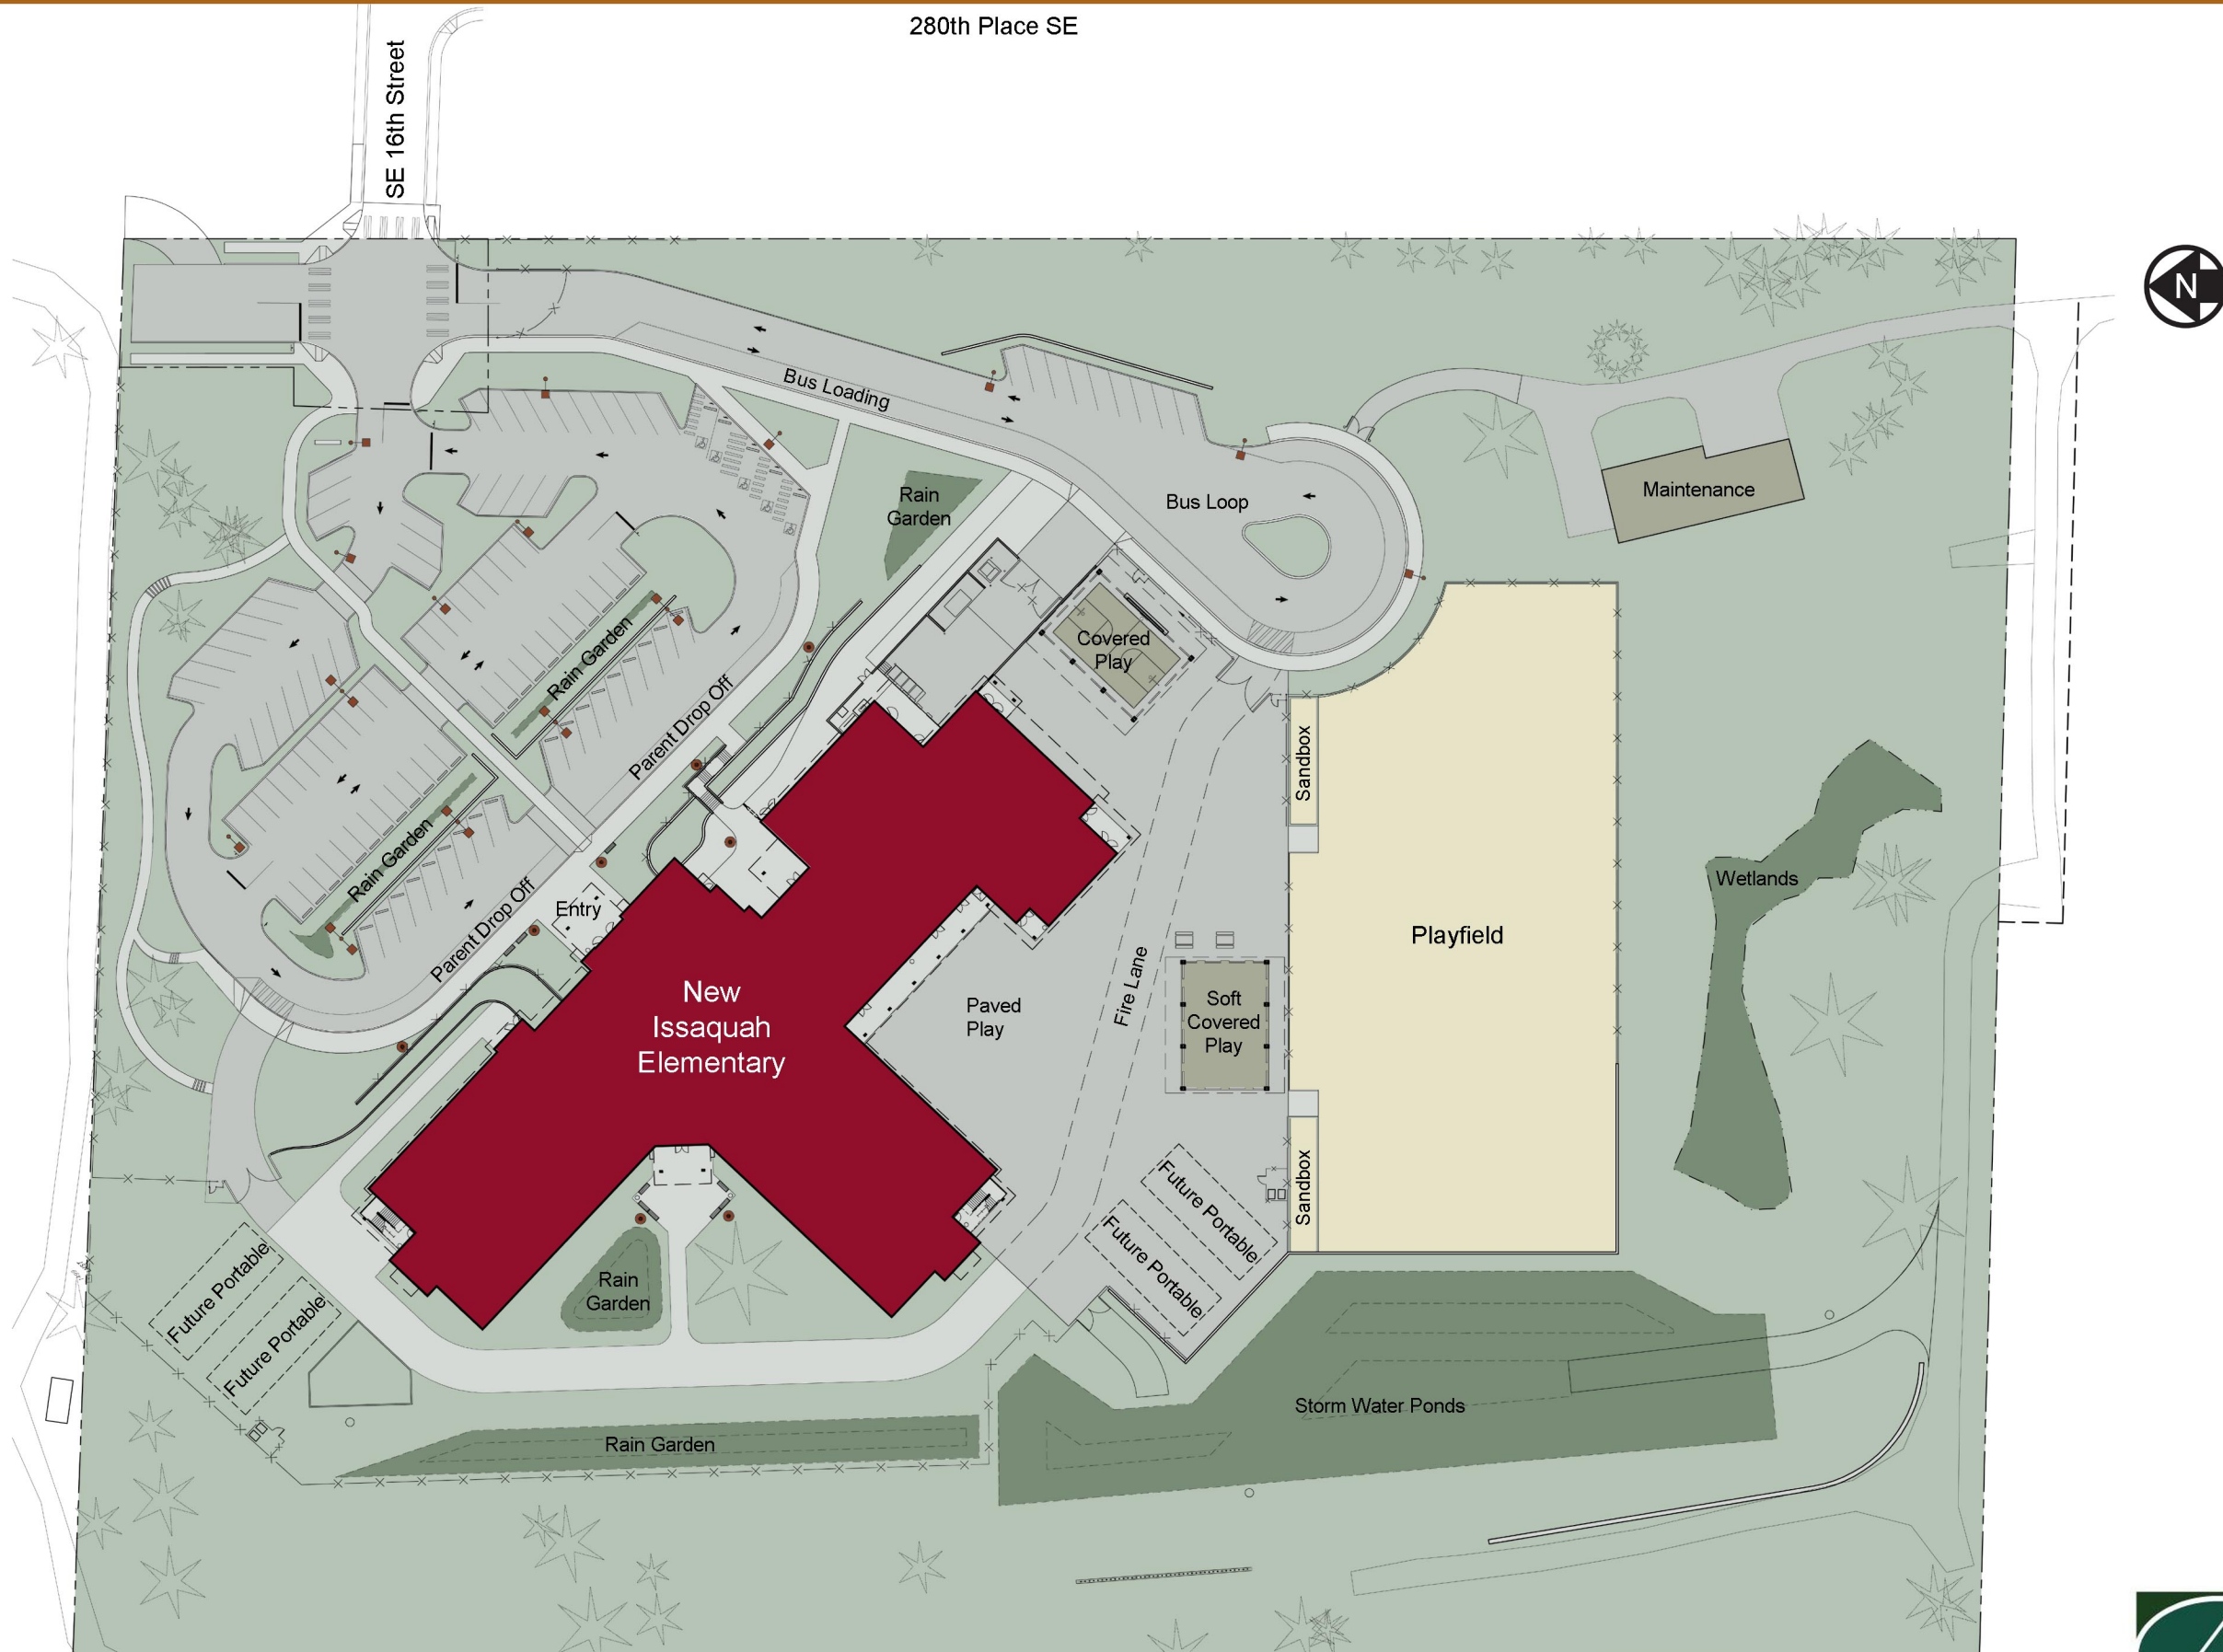 280th Place SE
SE 16th Street
N
Bus Loading
Rain
Garden
Bus Loop
Maintenance
Covered
Play
Rain Garden
Parent Drop Off
Sandbox
Rain Garden
Parent Drop Off
Entry
Wetlands
Playfield
New
Issaquah
Elementary
Paved
Play
Fire Lane
Soft
Covered
Play
Sandbox
Future Portable
Future Portable
Future Portable
Future Portable
Rain
Garden
Storm Water Ponds
Rain Garden